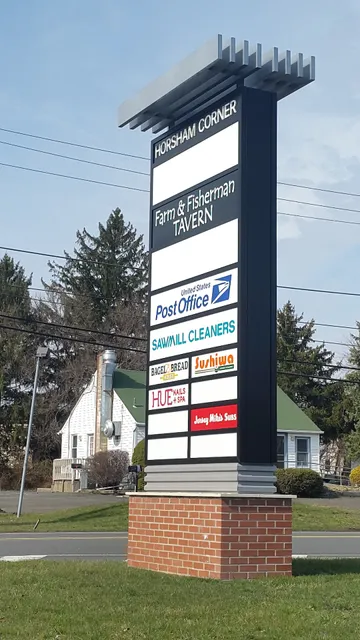 HORSHAM CORNER
Farm & Fisherman
TAVERN
United States
Post Office
SAWMILL CLEANERS
BAGEL & BREAD
Sushiwa
HUE NAILS
+ SPA
Jersey Mike's Subs